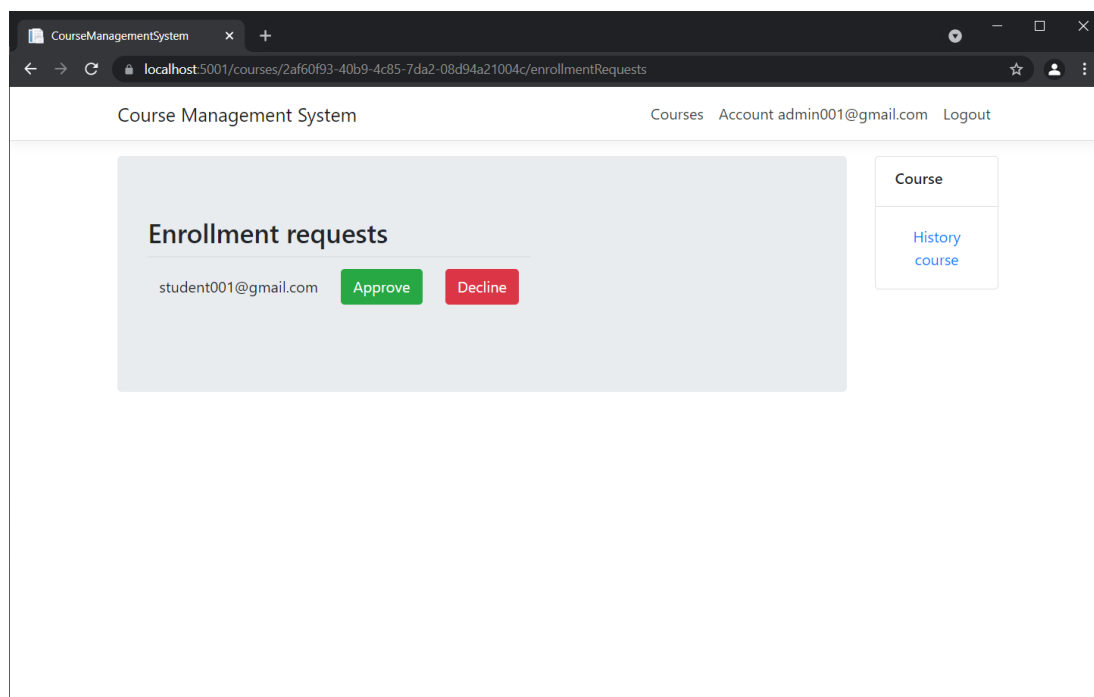 CourseManagementSystem
localhost:5001/courses/2af60f93-40b9-4c85-7da2-08d94a21004c/enrollmentRequests
Course Management System
Courses Account admin001@gmail.com Logout
Enrollment requests
student001@gmail.com Approve Decline
Course
History
course